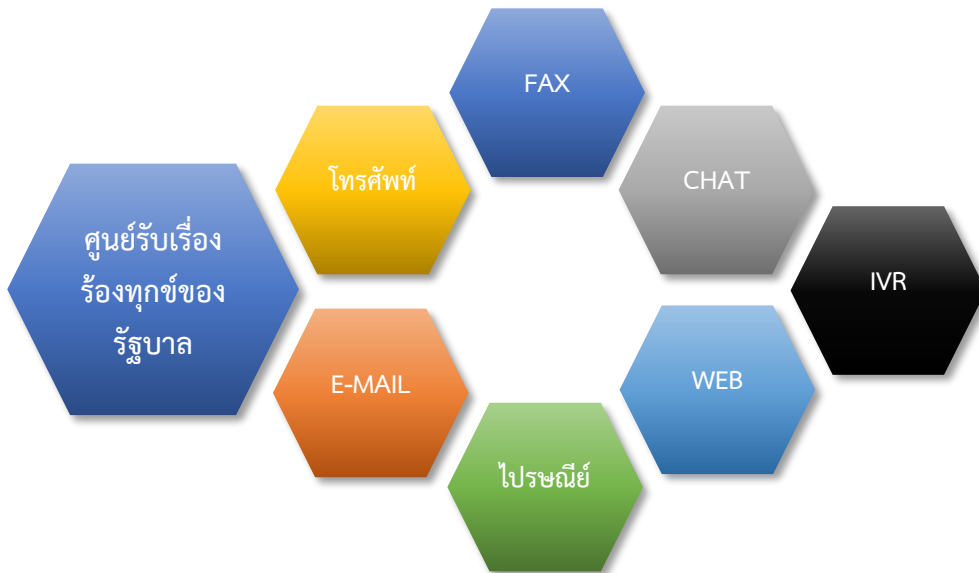 FAX
โทรศัพท์
CHAT
ศูนย์รับเรื่อง
ร้องทุกข์ของ
รัฐบาล
IVR
E-MAIL
WEB
ไปรษณีย์